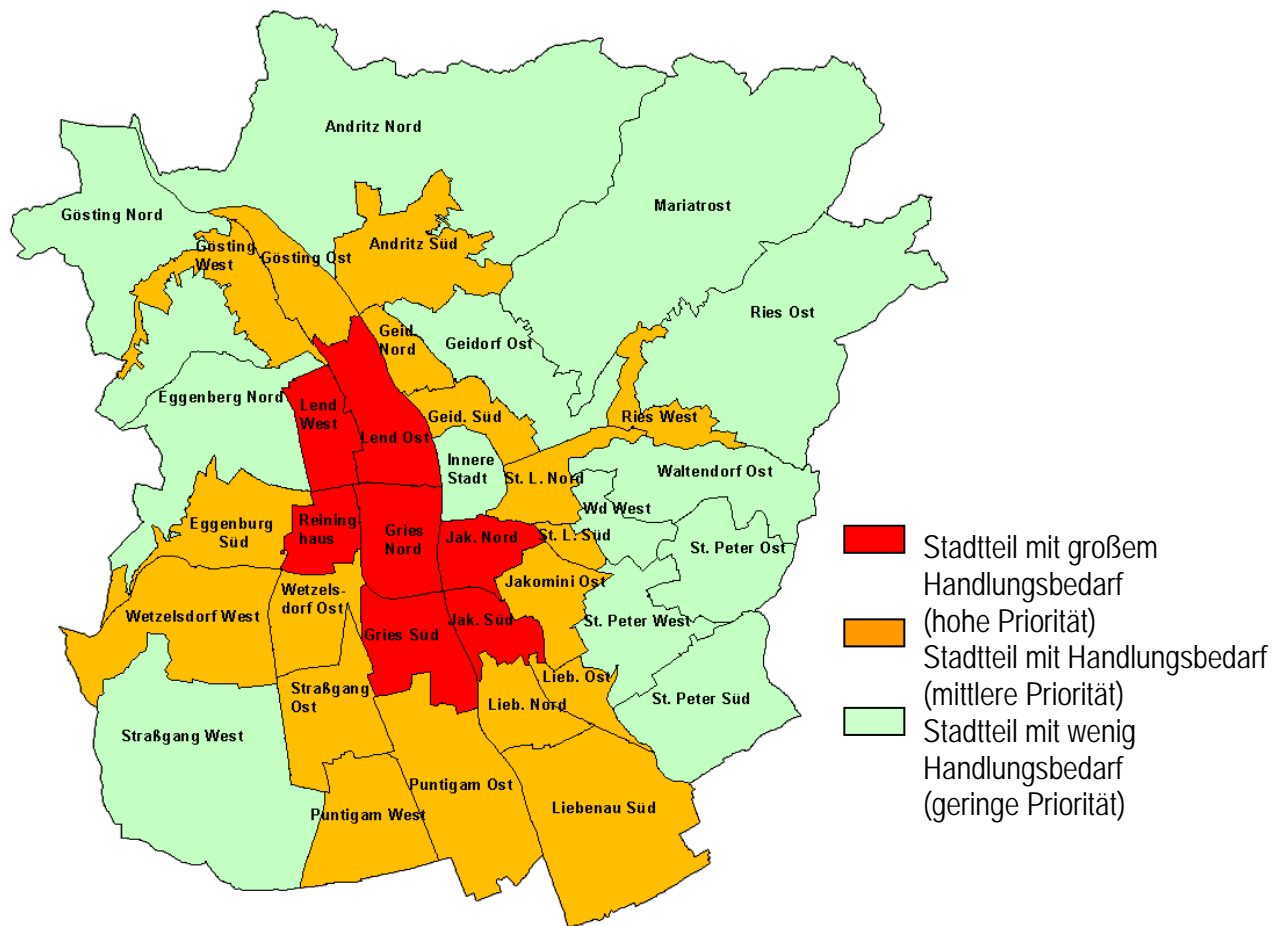 Andritz Nord
Mariatrost
Gösting Nord
Gösting
West
Gösting Ost
Andritz Süd
Ries Ost
Geid.
Nord
Geidorf Ost
Eggenberg Nord
Lend
West
Geid. Süd
Ries West
Lend Ost
Innere
Stadt
St. L. Nord
Waltendorf Ost
Wd West
Eggenburg
Süd
Reining-
haus
Gries
Nord
Jak. Nord
St. L. Süd
St. Peter Ost
Wetzelsdorf West
Wetzels-
dorf Ost
Jakomini Ost
Gries Süd
Jak. Süd
St. Peter West
Straßgang
Ost
Lieb. Ost
Lieb. Nord
St. Peter Süd
Straßgang West
Puntigam Ost
Puntigam West
Liebenau Süd
Stadtteil mit großem
Handlungsbedarf
(hohe Priorität)
Stadtteil mit Handlungsbedarf
(mittlere Priorität)
Stadtteil mit wenig
Handlungsbedarf
(geringe Priorität)